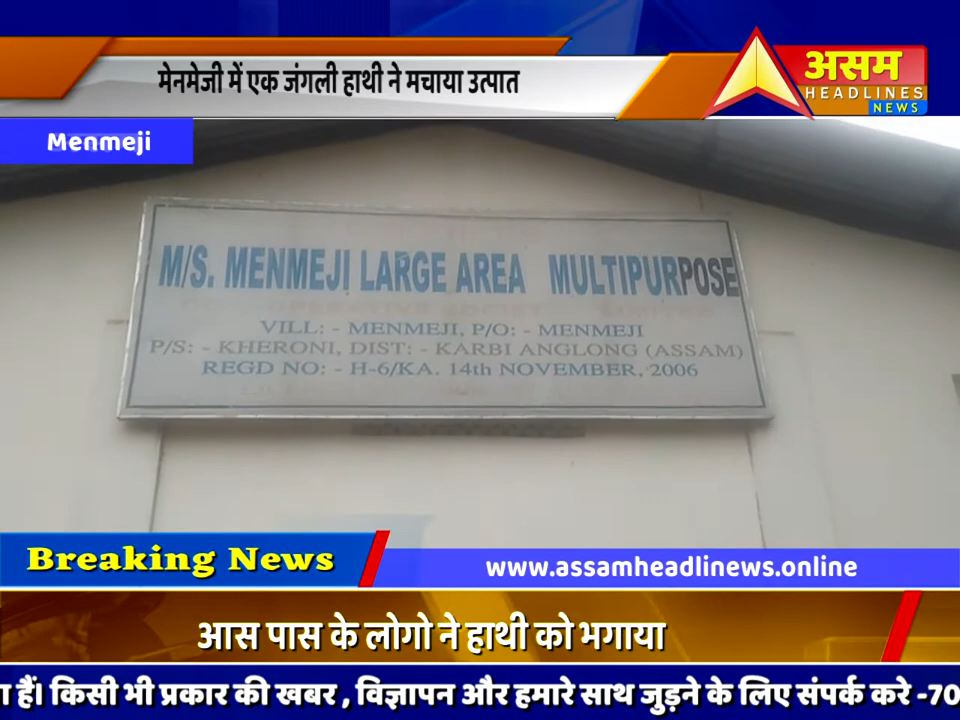 मेनमेजी में एक जंगली हाथी ने मचाया उत्पात
असम
HEADLINES
NEWS
Menmeji
M/S. MENMEJI LARGE AREA MULTIPURPOSE
VILL: - MENMEJI, P/O: - MENMEJI
P/S: - KHERONI, DIST: - KARBI ANGLONG (ASSAM)
REGD NO: - H-6/KA. 14th NOVEMBER, 2006
Breaking News
www.assamheadlinews.online
आस पास के लोगो ने हाथी को भगाया
हैं। किसी भी प्रकार की खबर , विज्ञापन और हमारे साथ जुड़ने के लिए संपर्क करे -70